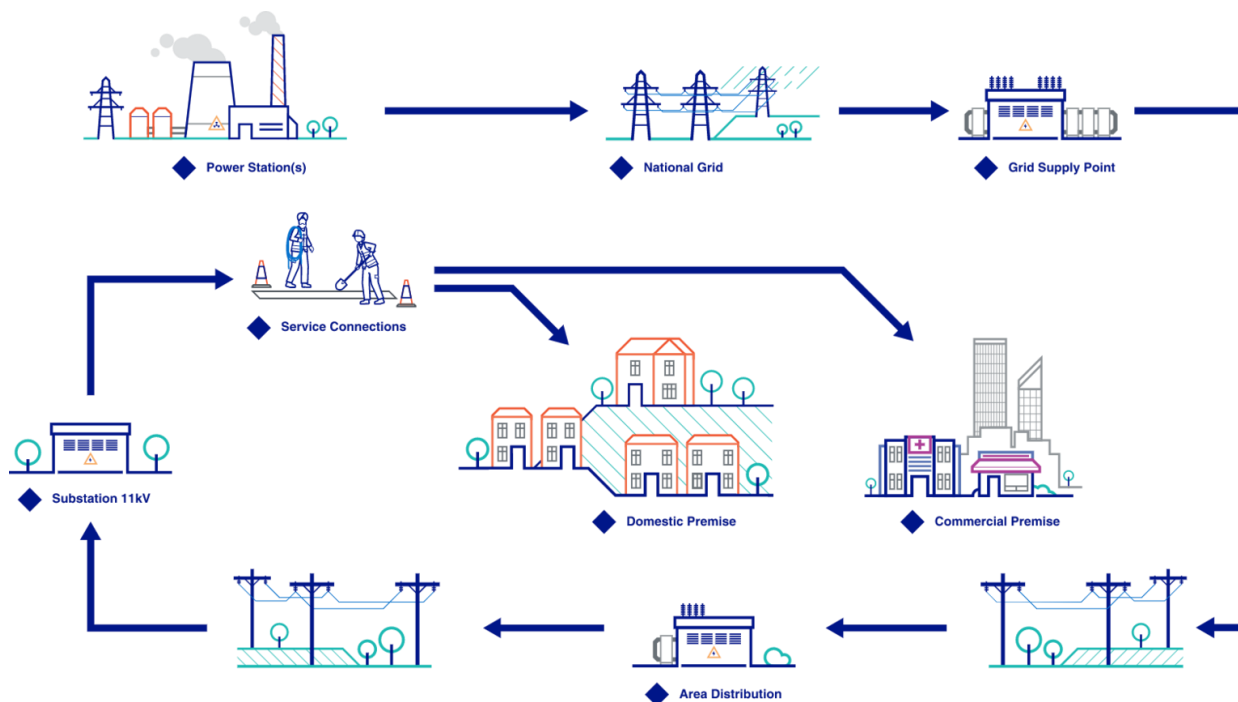 Power Station(s)
National Grid
Grid Supply Point
Service Connections
Substation 11kV
Domestic Premise
Commercial Premise
Area Distribution